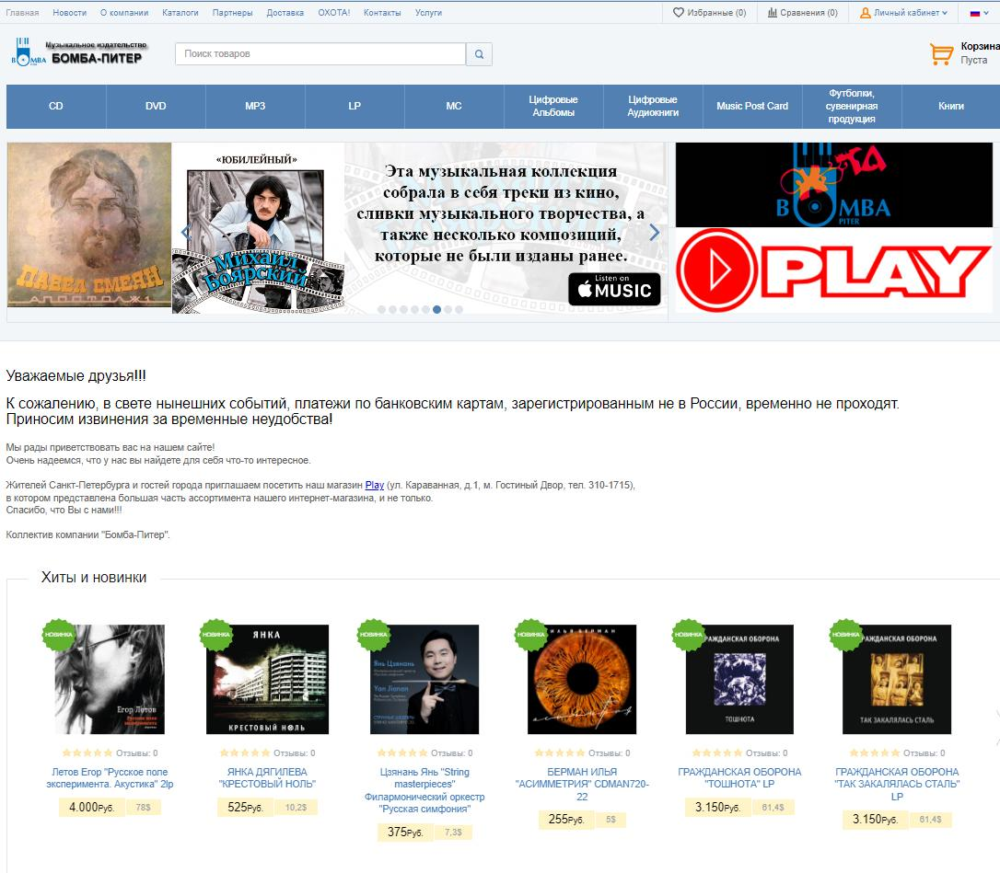 Главная Новости О компании Каталоги Партнеры Доставка ОХОТА! Контакты Услуги Избранные (0) Сравнения (0) Личный кабинет
Музыкальное издательство
BOMBA
PITER
БОМБА-ПИТЕР
Поиск товаров
Корзина
Пуста
CD DVD MP3 LP MC Цифровые Альбомы Цифровые Аудиокниги Music Post Card Футболки, сувенирная продукция Книги
ПАВЕЛ СМЕЯН
«ЮБИЛЕЙНЫЙ»
Михаил
Боярский
Эта музыкальная коллекция
собрала в себя треки из кино,
сливки музыкального творчества, а
также несколько композиций,
которые не были изданы ранее.
Listen on
MUSIC
BOMBA
PITER
PLAY
Уважаемые друзья!!!
К сожалению, в свете нынешних событий, платежи по банковским картам, зарегистрированным не в России, временно не проходят.
Приносим извинения за временные неудобства!
Мы рады приветствовать вас на нашем сайте!
Очень надеемся, что у нас вы найдете для себя что-то интересное.
Жителей Санкт-Петербурга и гостей города приглашаем посетить наш магазин Play (ул. Караванная, д.1, м. Гостиный Двор, тел. 310-1715),
в котором представлена большая часть ассортимента нашего интернет-магазина, и не только.
Спасибо, что Вы с нами!!!
Коллектив компании "Бомба-Питер".
Хиты и новинки
НОВИНКА
Егор Летов
Русское поле
эксперимента
Отзывы: 0
Летов Егор "Русское поле
эксперимента. Акустика" 2lp
4.000Руб. 78$
НОВИНКА
ЯНКА
КРЕСТОВЫЙ НОЛЬ
Отзывы: 0
ЯНКА ДЯГИЛЕВА
"КРЕСТОВЫЙ НОЛЬ"
525Руб. 10,2$
НОВИНКА
Янь Цзянань
Yan Jianan
Отзывы: 0
Цзянань Янь "String
masterpieces"
Филармонический оркестр
"Русская симфония"
375Руб. 7,3$
НОВИНКА
ИЛЬЯ БЕРМАН
асимметрия
Отзывы: 0
БЕРМАН ИЛЬЯ
"АСИММЕТРИЯ" CDMAN720-
22
255Руб. 5$
НОВИНКА
ГРАЖДАНСКАЯ ОБОРОНА
ТОШНОТА
Отзывы: 0
ГРАЖДАНСКАЯ ОБОРОНА
"ТОШНОТА" LP
3.150Руб. 61,4$
НОВИНКА
ГРАЖДАНСКАЯ ОБОРОНА
ТАК ЗАКАЛЯЛАСЬ СТАЛЬ
Отзывы: 0
ГРАЖДАНСКАЯ ОБОРОНА
"ТАК ЗАКАЛЯЛАСЬ СТАЛЬ"
LP
3.150Руб. 61,4$